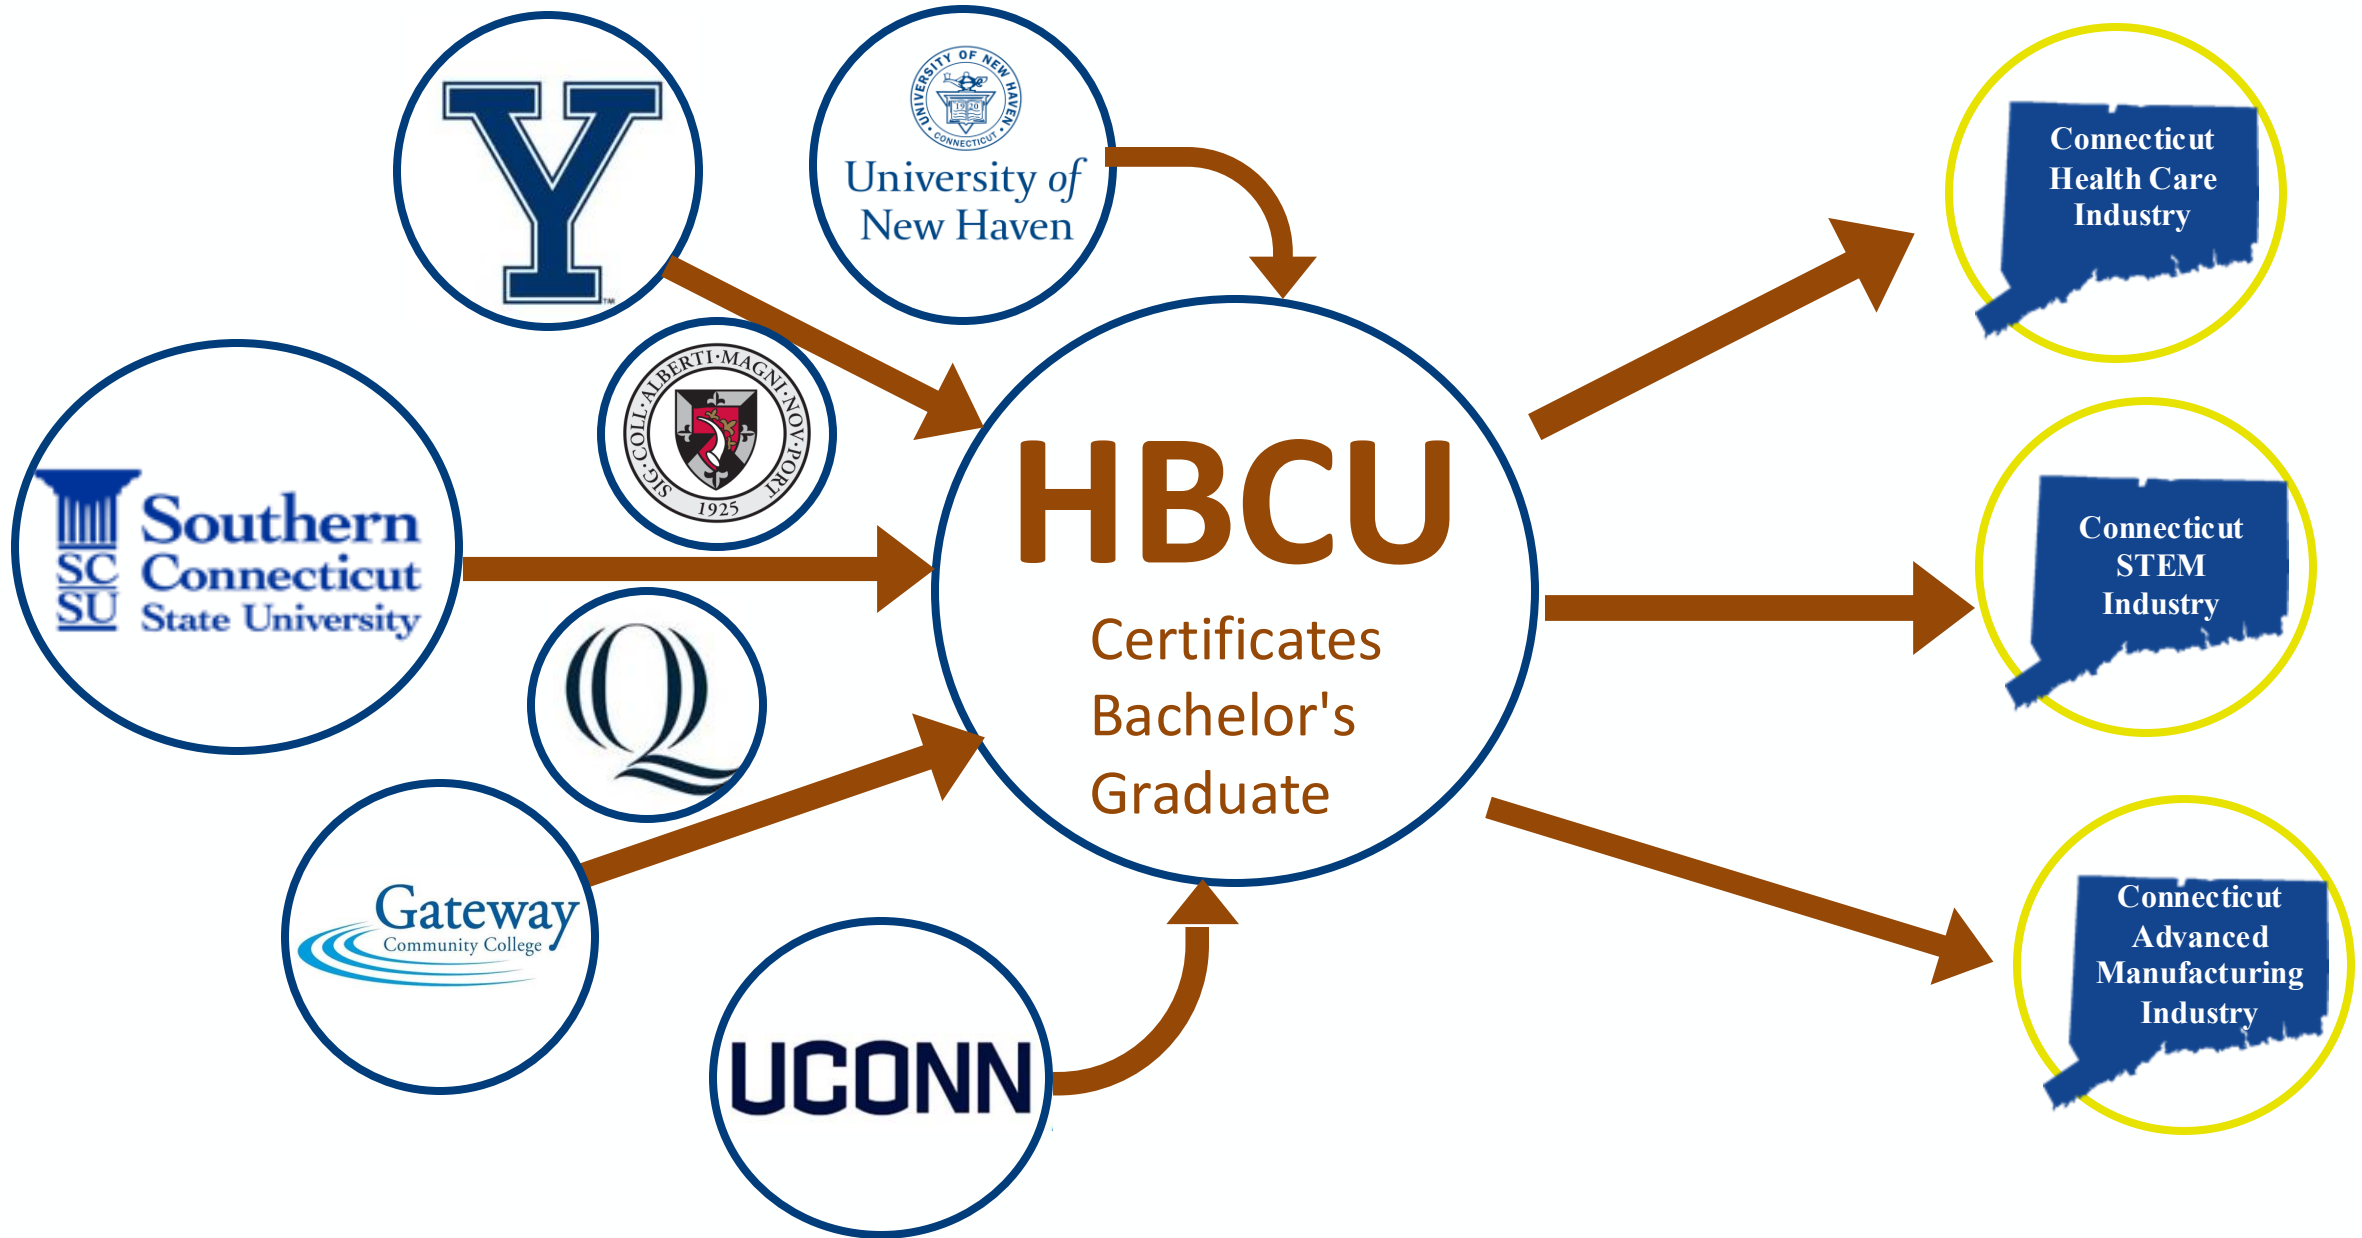 Y
TM
UNIVERSITY OF NEW HAVEN
1920
CONNECTICUT
University of
New Haven
SIG·COLL·ALBERTI·MAGNI·NOV·PORT
1925
SC
SU
Southern
Connecticut
State University
Q
Gateway
Community College
UCONN
HBCU
Certificates
Bachelor's
Graduate
Connecticut
Health Care
Industry
Connecticut
STEM
Industry
Connecticut
Advanced
Manufacturing
Industry